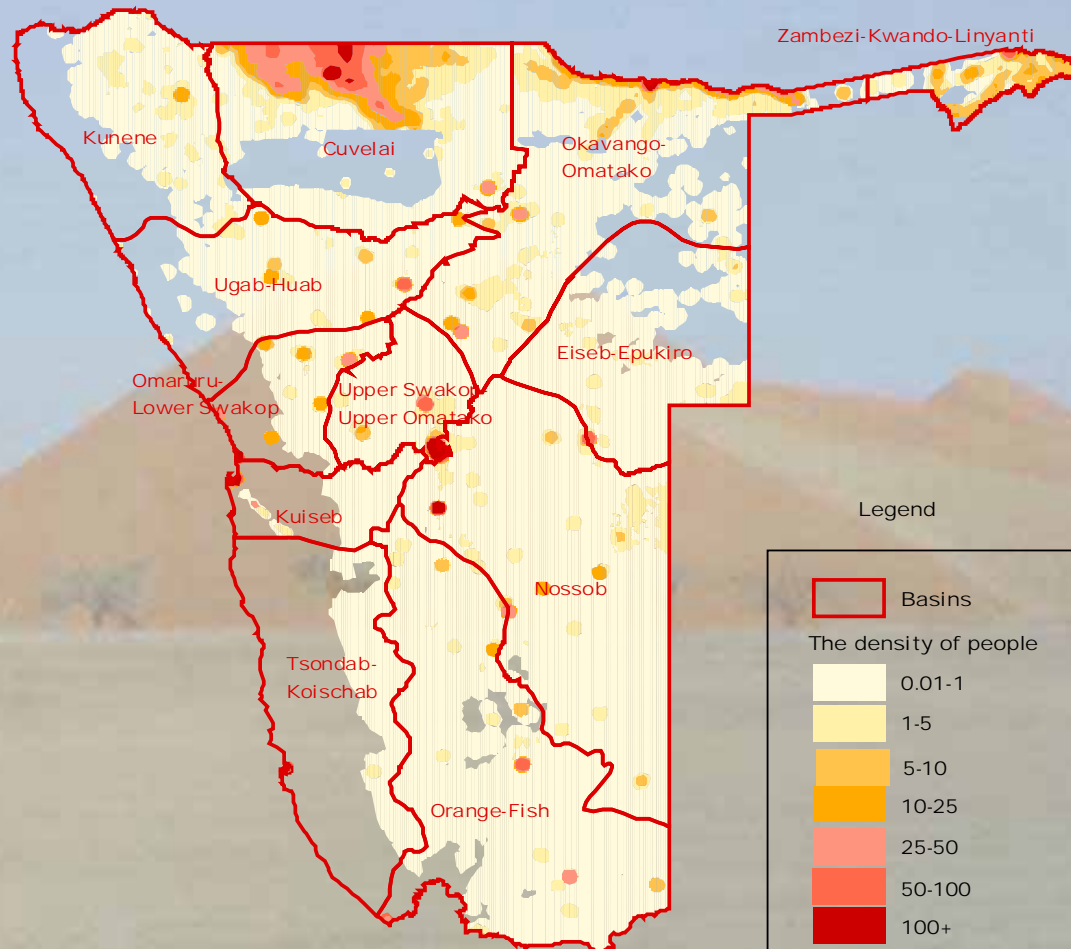 Zambezi-Kwando-Linyanti
Kunene
Cuvelai
Okavango-
Omatako
Ugab-Huab
Eiseb-Epukiro
Omaruru-
Lower Swakop
Upper Swakop-
Upper Omatako
Kuiseb
Legend
Nossob
Basins
The density of people
Tsondab-
Koischab
0.01-1
1-5
5-10
10-25
Orange-Fish
25-50
50-100
100+